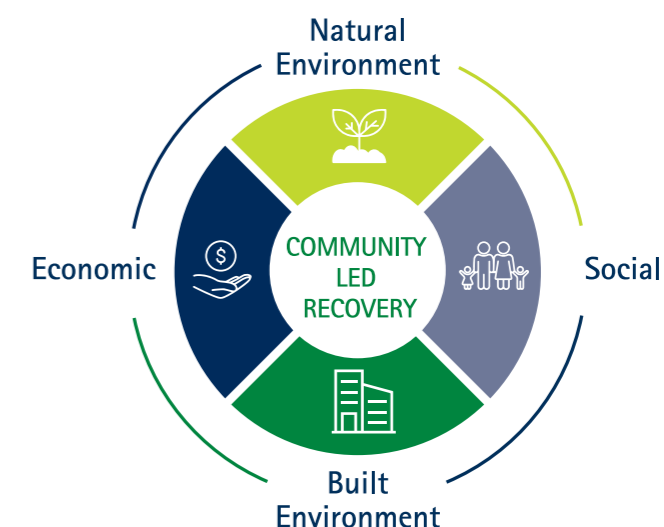 Natural
Environment
Economic
$
COMMUNITY
LED
RECOVERY
Social
Built
Environment